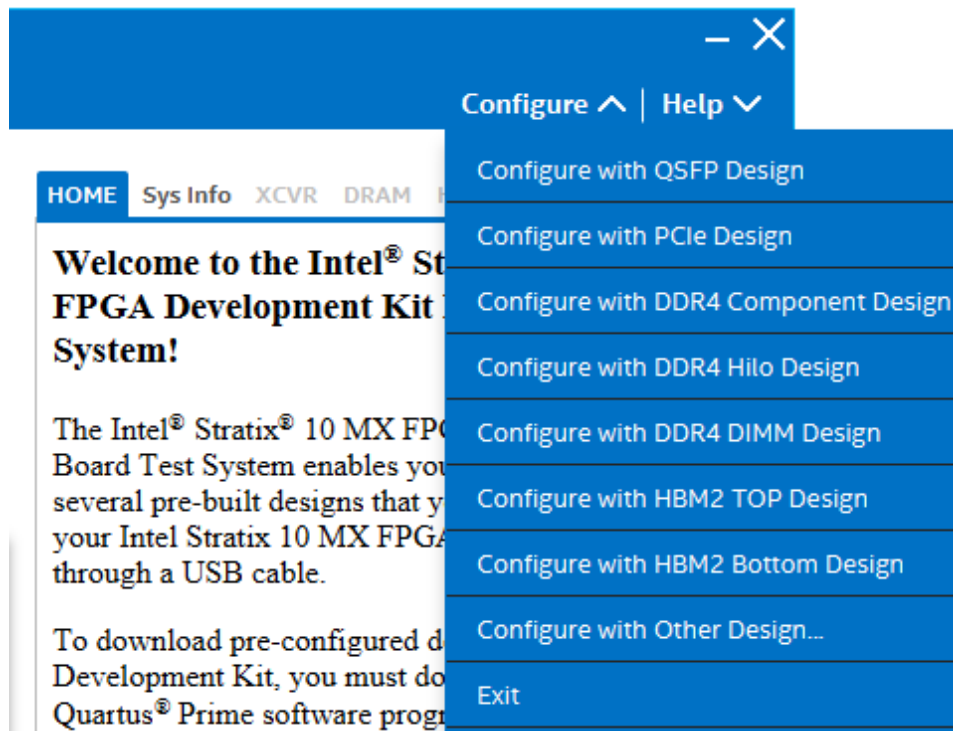 Configure | Help
HOME Sys Info XCVR DRAM
Configure with QSFP Design
Configure with PCIe Design
Configure with DDR4 Component Design
Configure with DDR4 Hilo Design
Configure with DDR4 DIMM Design
Configure with HBM2 TOP Design
Configure with HBM2 Bottom Design
Configure with Other Design...
Exit
Welcome to the Intel® St
FPGA Development Kit
System!
The Intel® Stratix® 10 MX FPG
Board Test System enables you
several pre-built designs that y
your Intel Stratix 10 MX FPGA
through a USB cable.
To download pre-configured d
Development Kit, you must do
Quartus® Prime software progr